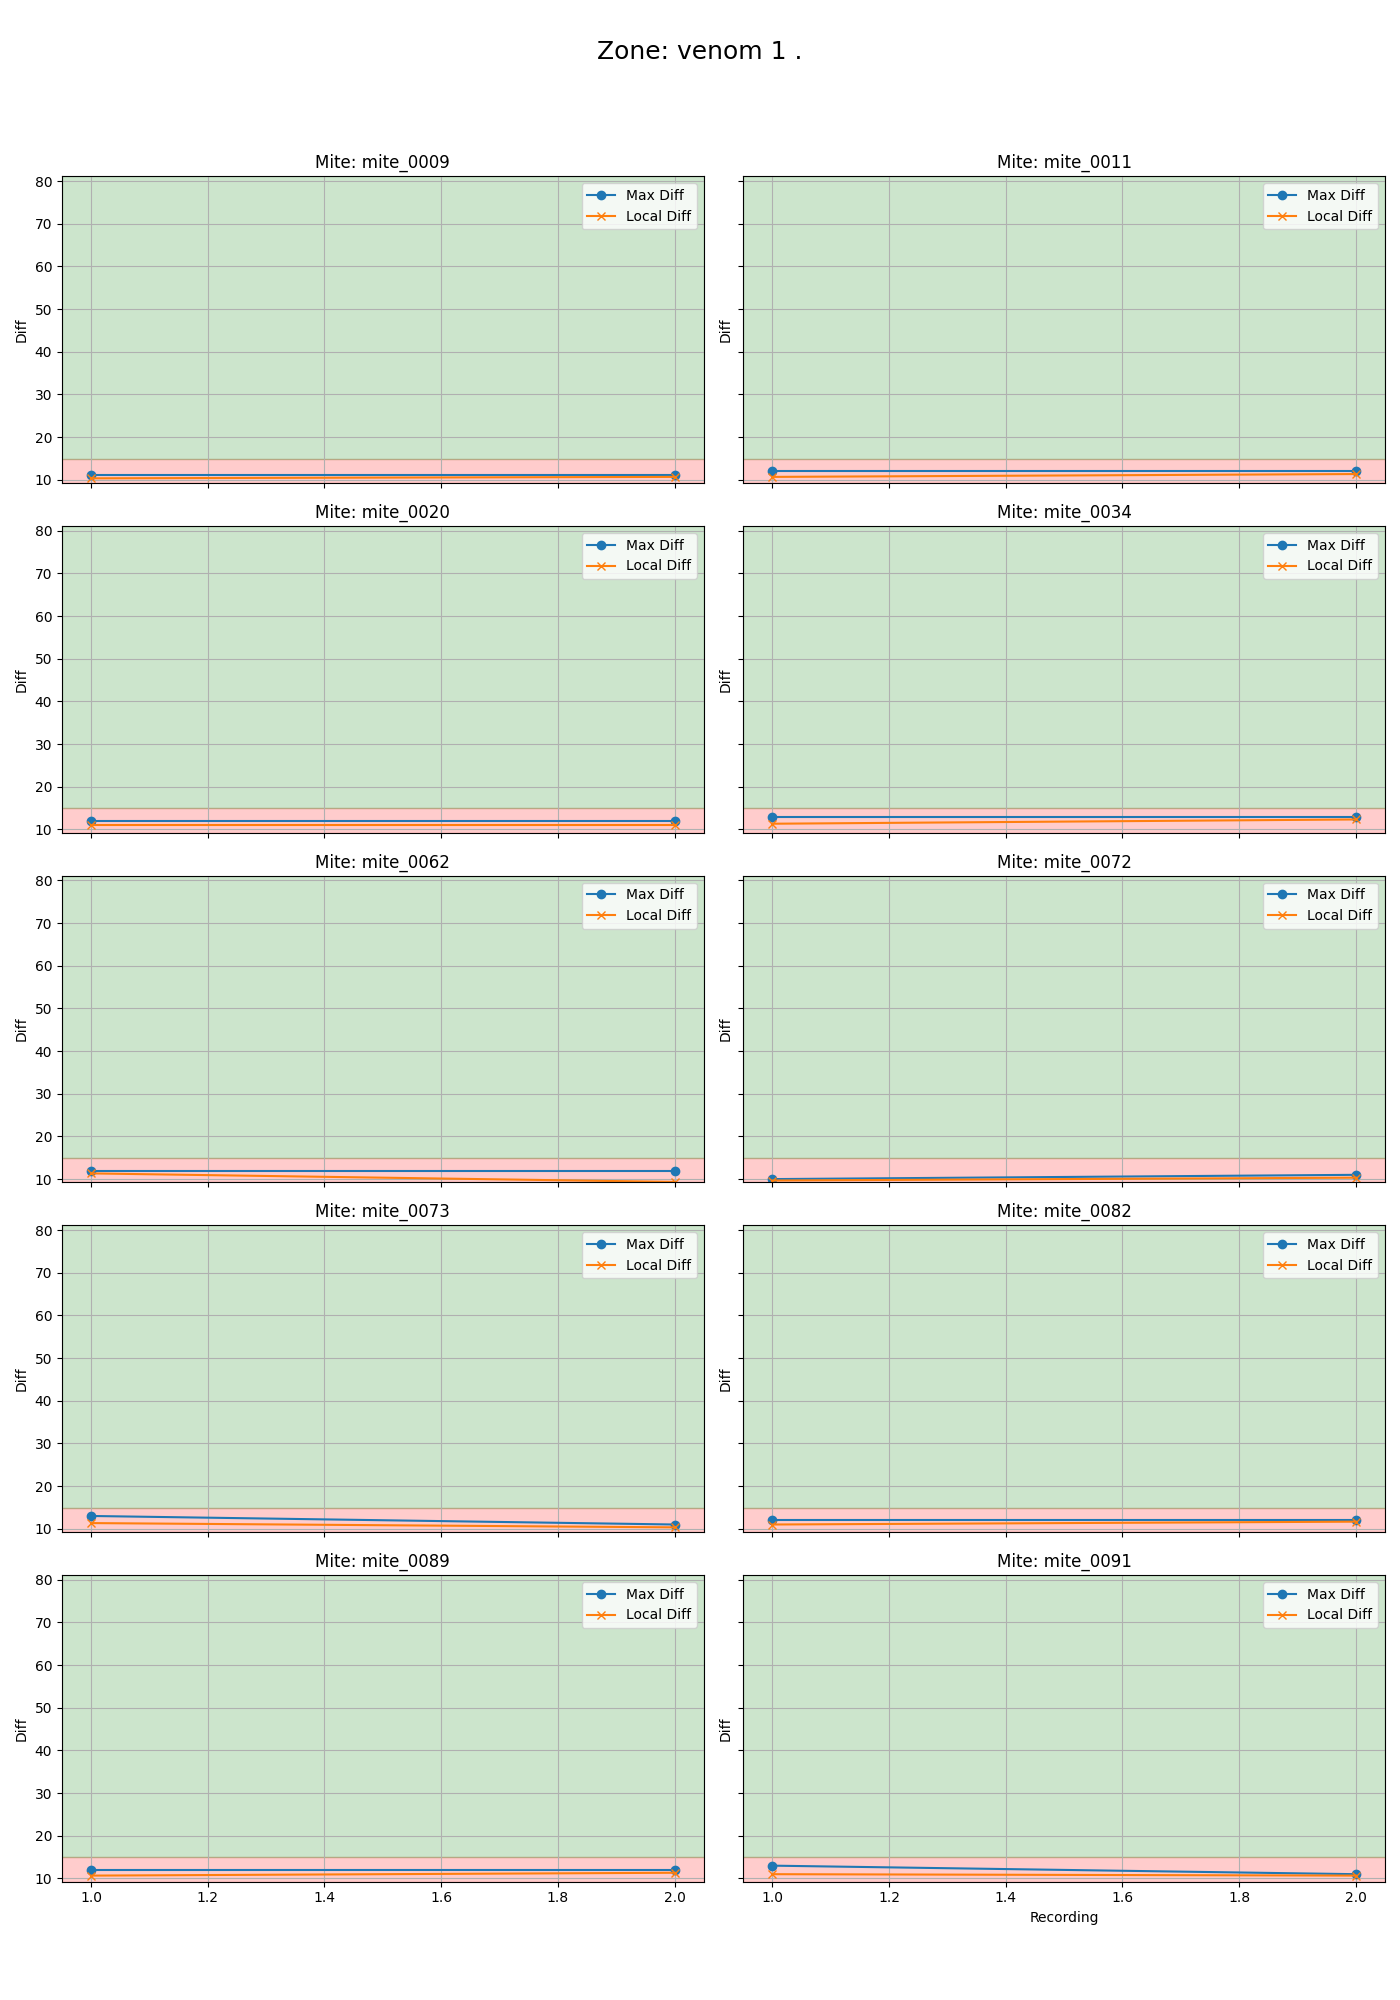 Zone: venom 1 .
Mite: mite_0009
80
70
60
50
40
30
20
10
Diff
Max Diff
Local Diff
Mite: mite_0011
Diff
Max Diff
Local Diff
Mite: mite_0020
80
70
60
50
40
30
20
10
Diff
Max Diff
Local Diff
Mite: mite_0034
Diff
Max Diff
Local Diff
Mite: mite_0062
80
70
60
50
40
30
20
10
Diff
Max Diff
Local Diff
Mite: mite_0072
Diff
Max Diff
Local Diff
Mite: mite_0073
80
70
60
50
40
30
20
10
Diff
Max Diff
Local Diff
Mite: mite_0082
Diff
Max Diff
Local Diff
Mite: mite_0089
80
70
60
50
40
30
20
10
Diff
Max Diff
Local Diff
1.0 1.2 1.4 1.6 1.8 2.0
Mite: mite_0091
Diff
Max Diff
Local Diff
1.0 1.2 1.4 1.6 1.8 2.0
Recording